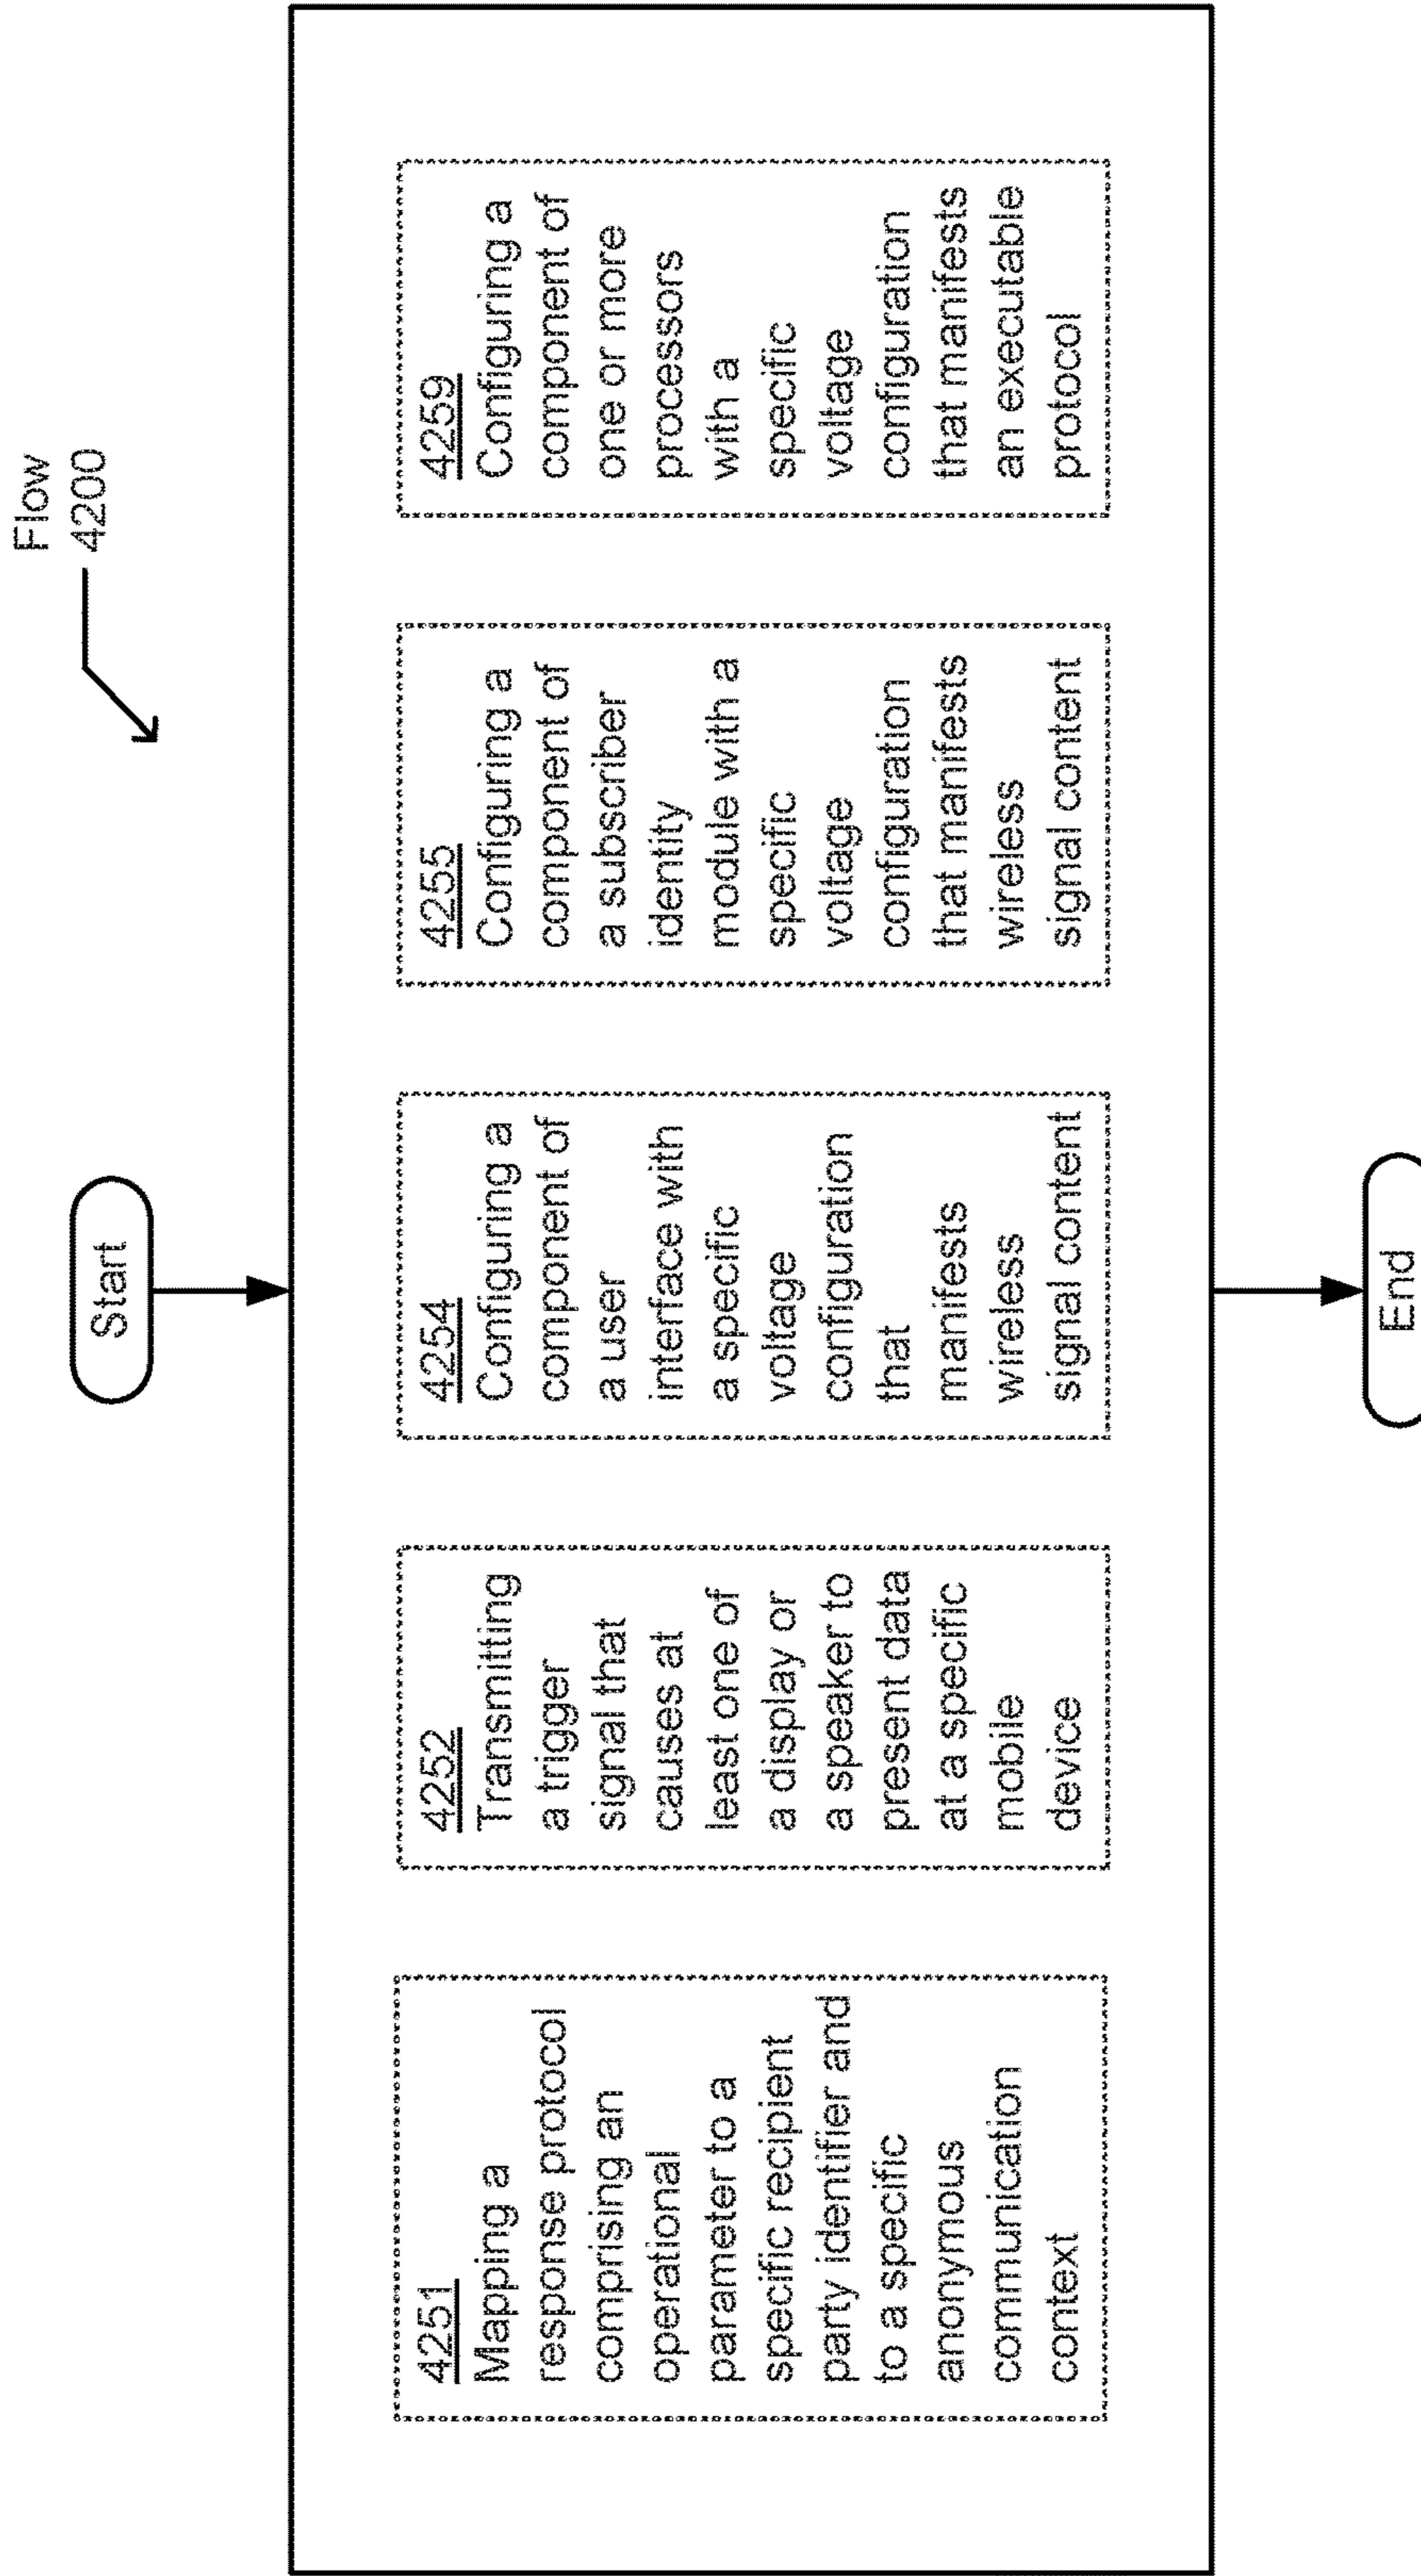 Flow
4200
Start
4251
Mapping a
response protocol
comprising an
operational
parameter to a
specific recipient
party identifier and
to a specific
anonymous
communication
context
4252
Transmitting
a trigger
signal that
causes at
least one of
a display or
a speaker to
present data
at a specific
mobile
device
4254
Configuring a
component of
a user
interface with
a specific
voltage
configuration
that
manifests
wireless
signal content
4255
Configuring a
component of
a subscriber
identity
module with a
specific
voltage
configuration
that manifests
wireless
signal content
4259
Configuring a
component of
one or more
processors
with a
specific
voltage
configuration
that manifests
an executable
protocol
End